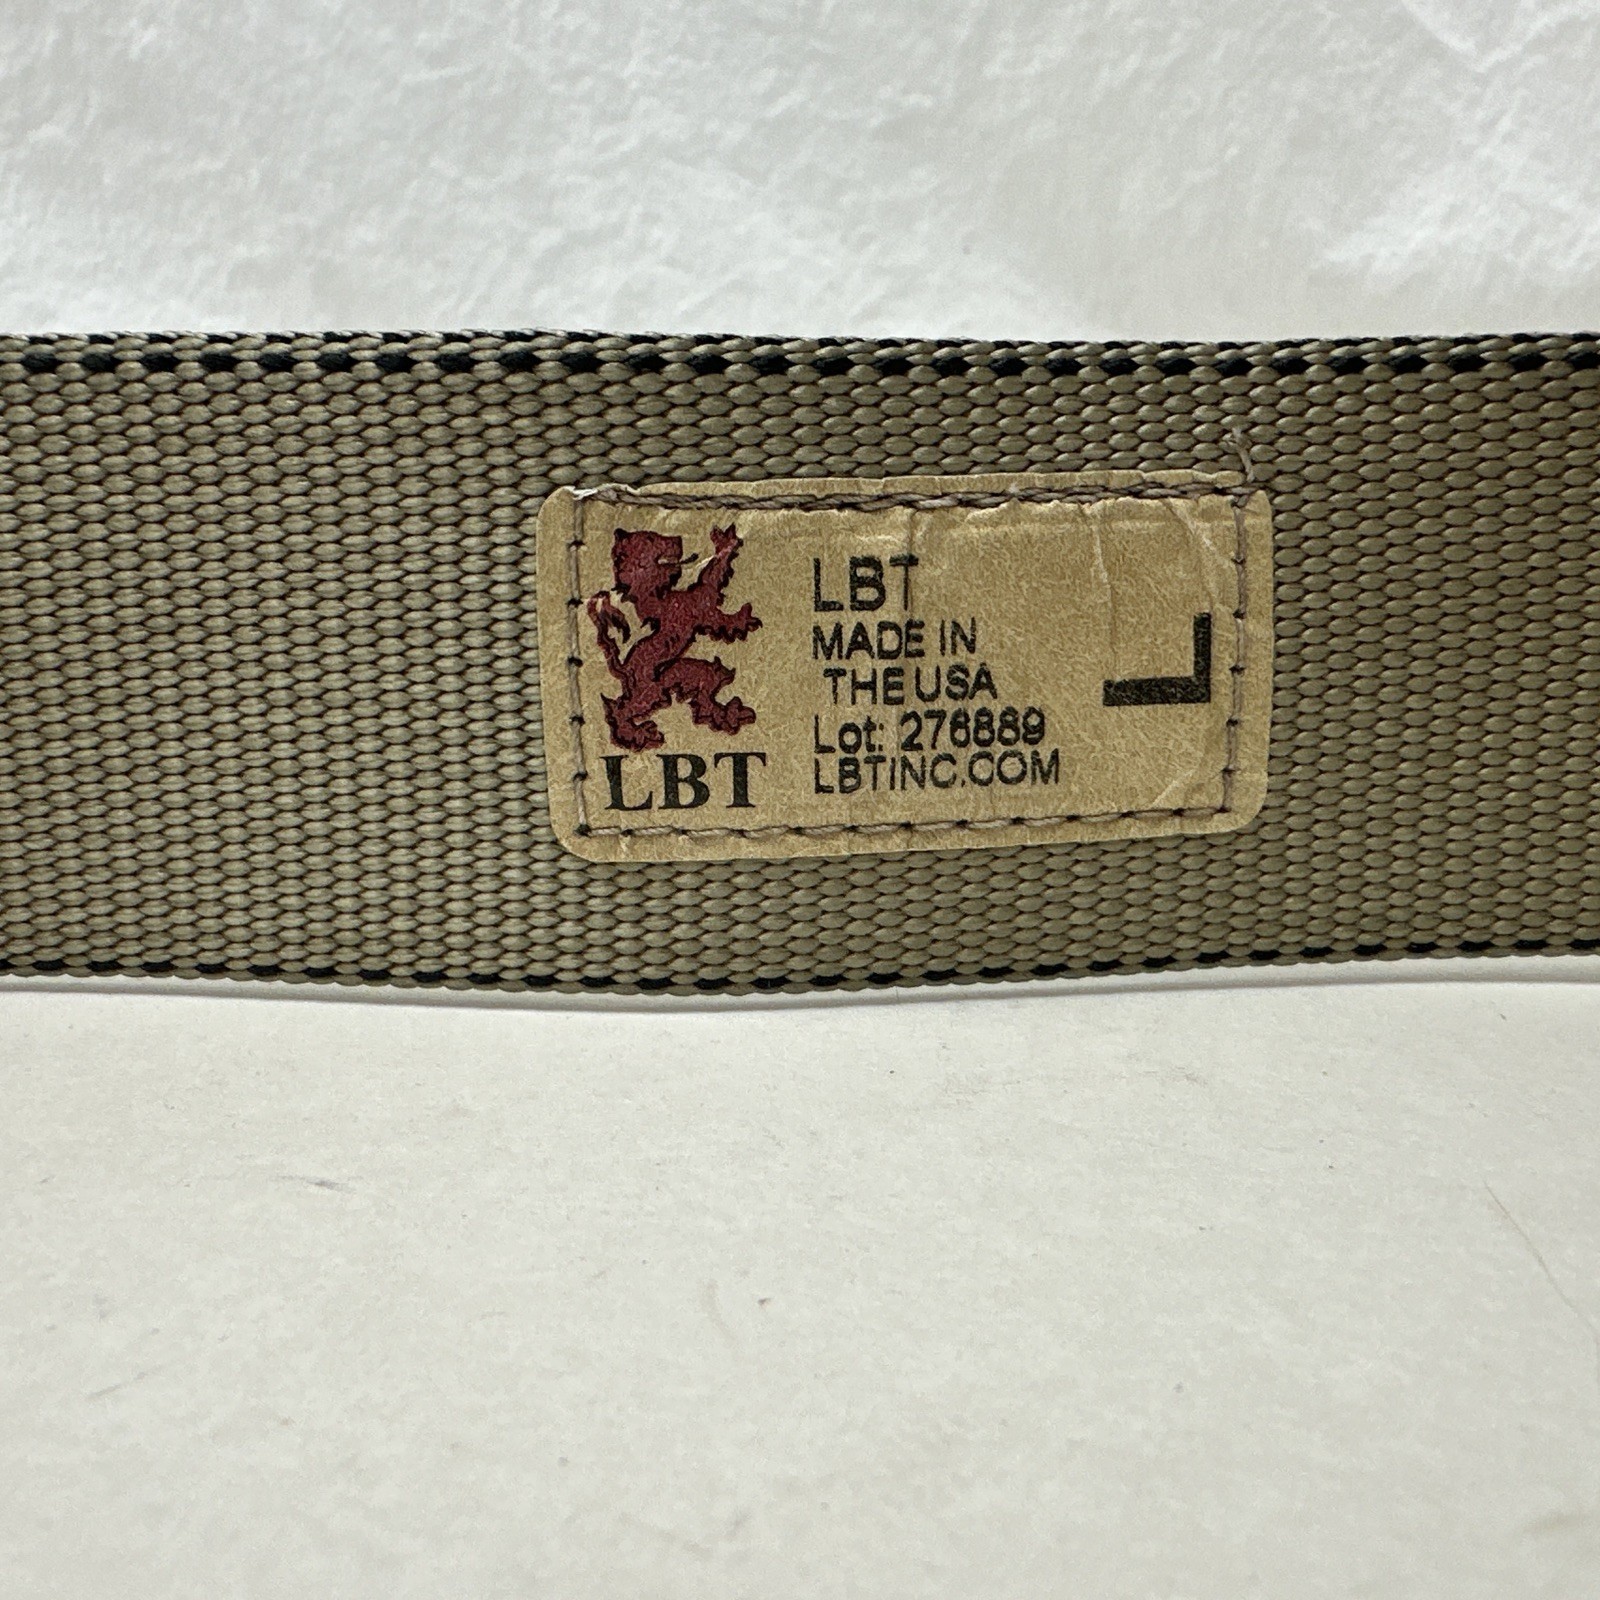 LBT
LBT
MADE IN
THE USA
Lot: 276889
LBTINC.COM
L